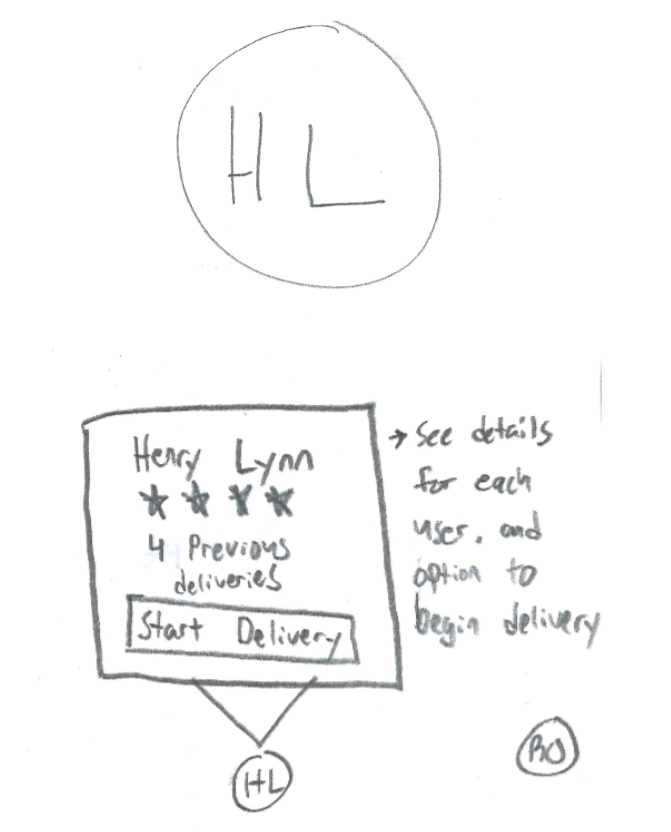 HL
Henry Lynn
4 Previous
deliveries
Start Delivery
→ See details
for each
user, and
option to
begin delivery
HL